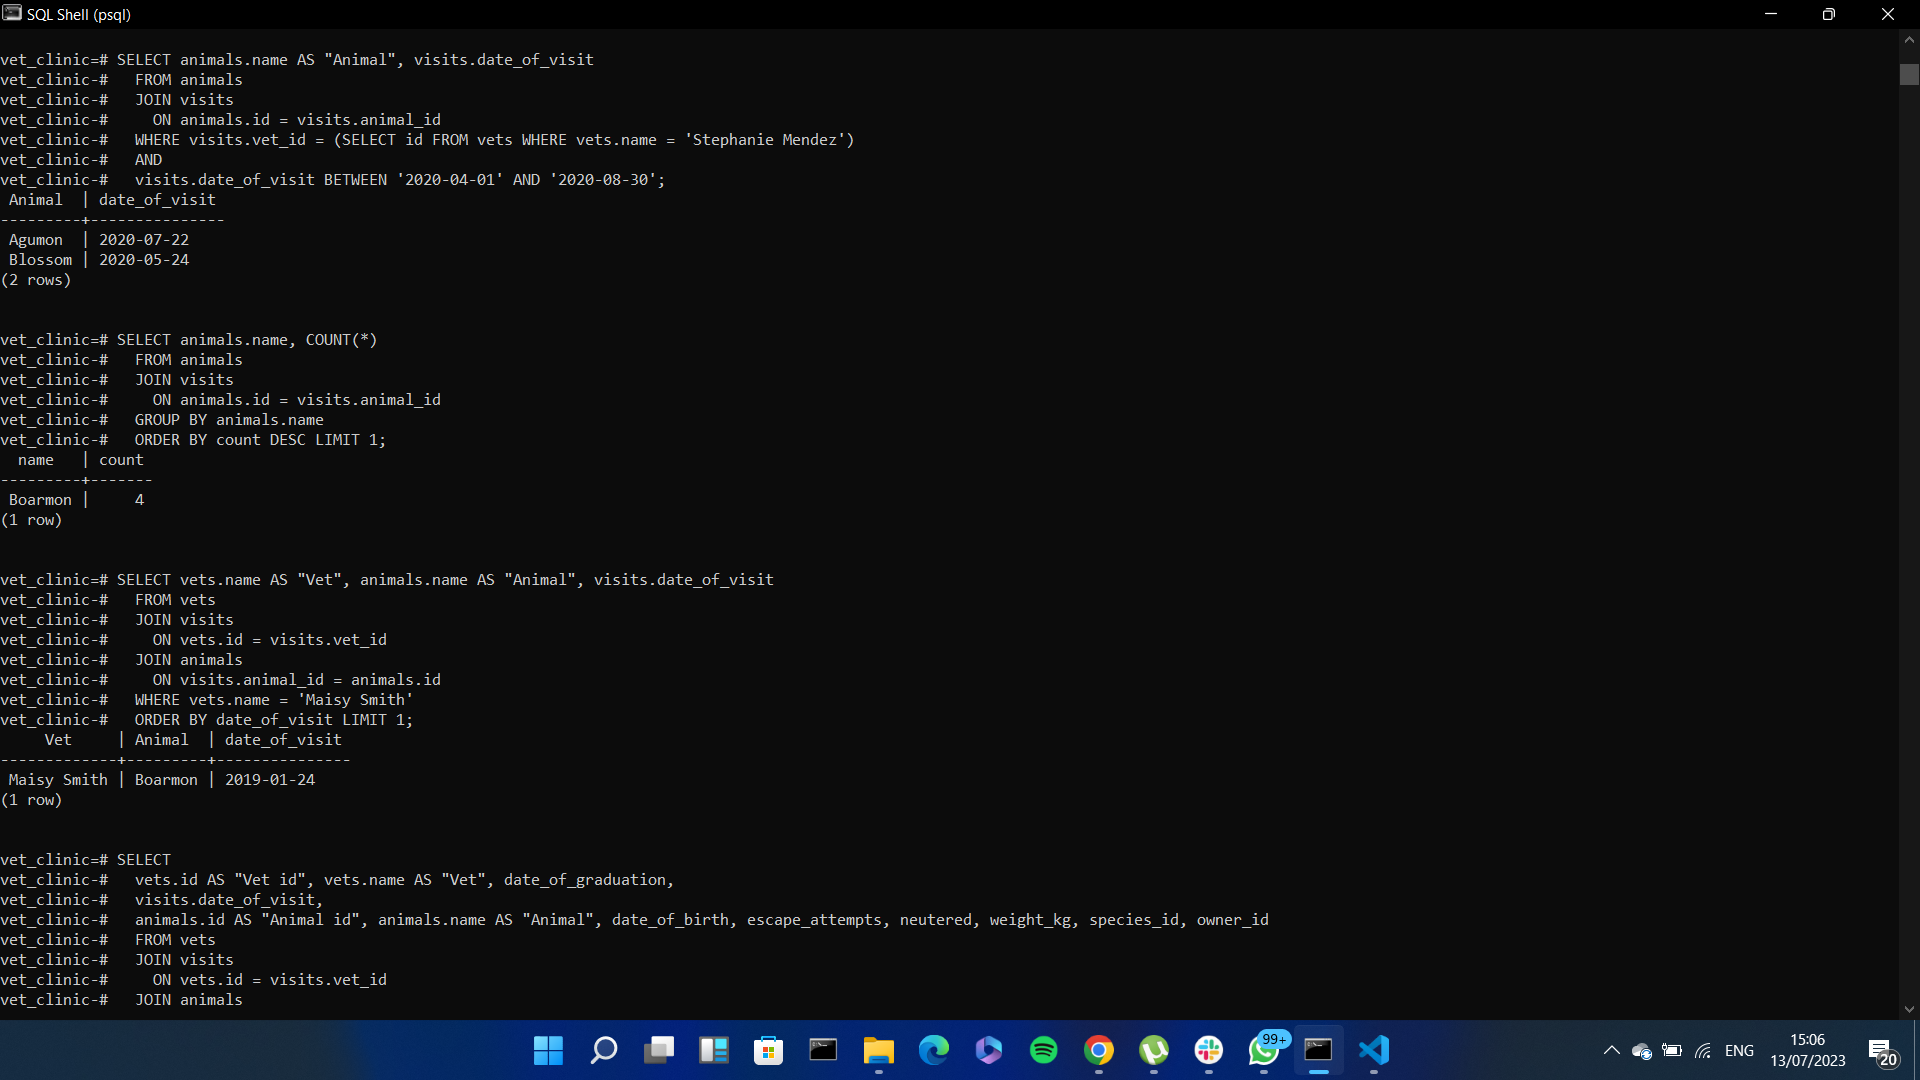 SQL Shell (psql)
vet_clinic=# SELECT animals.name AS "Animal", visits.date_of_visit
vet_clinic-#   FROM animals
vet_clinic-#   JOIN visits
vet_clinic-#     ON animals.id = visits.animal_id
vet_clinic-#   WHERE visits.vet_id = (SELECT id FROM vets WHERE vets.name = 'Stephanie Mendez')
vet_clinic-#   AND
vet_clinic-#   visits.date_of_visit BETWEEN '2020-04-01' AND '2020-08-30';
 Animal  | date_of_visit
---------+---------------
 Agumon  | 2020-07-22
 Blossom | 2020-05-24
(2 rows)
vet_clinic=# SELECT animals.name, COUNT(*)
vet_clinic-#   FROM animals
vet_clinic-#   JOIN visits
vet_clinic-#     ON animals.id = visits.animal_id
vet_clinic-#   GROUP BY animals.name
vet_clinic-#   ORDER BY count DESC LIMIT 1;
  name   | count
---------+-------
 Boarmon |     4
(1 row)
vet_clinic=# SELECT vets.name AS "Vet", animals.name AS "Animal", visits.date_of_visit
vet_clinic-#   FROM vets
vet_clinic-#   JOIN visits
vet_clinic-#     ON vets.id = visits.vet_id
vet_clinic-#   JOIN animals
vet_clinic-#     ON visits.animal_id = animals.id
vet_clinic-#   WHERE vets.name = 'Maisy Smith'
vet_clinic-#   ORDER BY date_of_visit LIMIT 1;
     Vet     | Animal  | date_of_visit
-------------+---------+---------------
 Maisy Smith | Boarmon | 2019-01-24
(1 row)
vet_clinic=# SELECT
vet_clinic-#   vets.id AS "Vet id", vets.name AS "Vet", date_of_graduation,
vet_clinic-#   visits.date_of_visit,
vet_clinic-#   animals.id AS "Animal id", animals.name AS "Animal", date_of_birth, escape_attempts, neutered, weight_kg, species_id, owner_id
vet_clinic-#   FROM vets
vet_clinic-#   JOIN visits
vet_clinic-#     ON vets.id = visits.vet_id
vet_clinic-#   JOIN animals
99+
ENG
15:06
13/07/2023
20